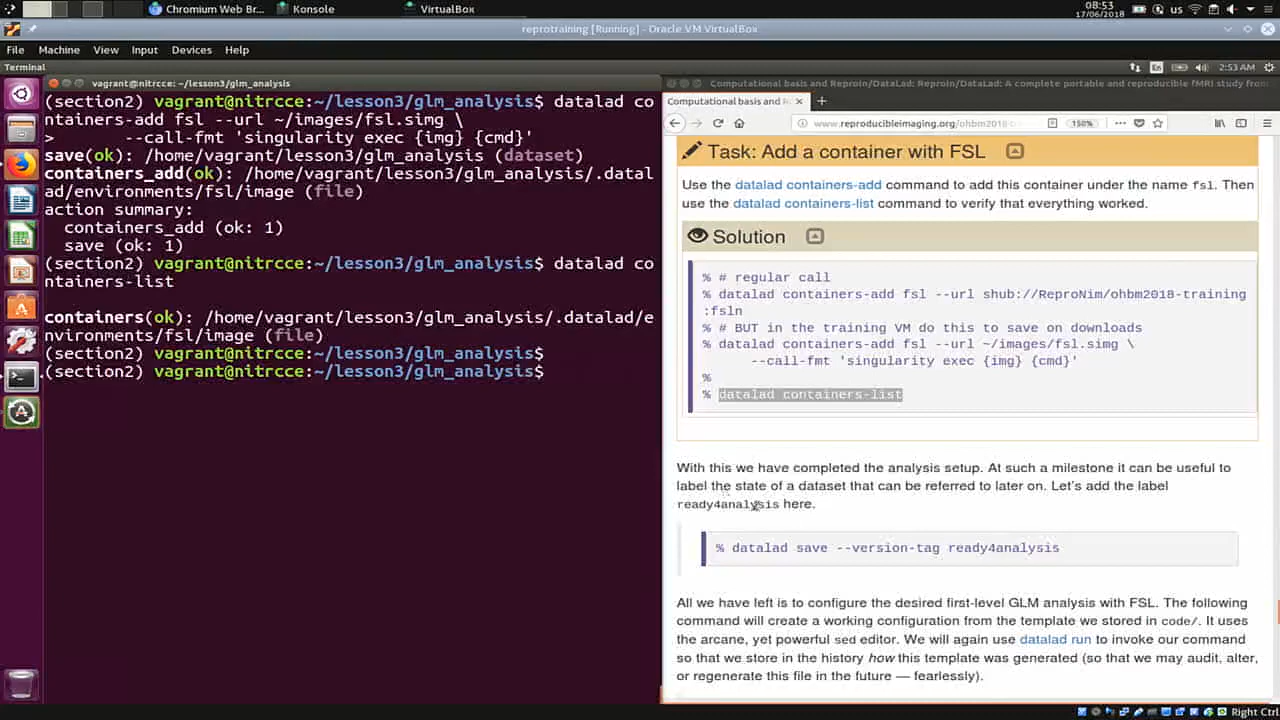 Chromium Web Br...
Konsole
VirtualBox
us
08:53
17/06/2018
reprotraining [Running] - Oracle VM VirtualBox
File Machine View Input Devices Help
Terminal
En
2:53 AM
vagrant@nitrcce: ~/lesson3/glm_analysis
(section2) vagrant@nitrcce:~/lesson3/glm_analysis$ datalad co
ntainers-add fsl --url ~/images/fsl.simg \
> --call-fmt 'singularity exec {img} {cmd}'
save(ok): /home/vagrant/lesson3/glm_analysis (dataset)
containers_add(ok): /home/vagrant/lesson3/glm_analysis/.datal
ad/environments/fsl/image (file)
action summary:
containers_add (ok: 1)
save (ok: 1)
(section2) vagrant@nitrcce:~/lesson3/glm_analysis$ datalad co
ntainers-list
containers(ok): /home/vagrant/lesson3/glm_analysis/.datalad/e
nvironments/fsl/image (file)
(section2) vagrant@nitrcce:~/lesson3/glm_analysis$
(section2) vagrant@nitrcce:~/lesson3/glm_analysis$
Computational basis and ReproIn/DataLad: ReproIn/DataLad: A complete portable and reproducible fMRI study from
Computational basis and R
www.reproducibleimaging.org/ohbm2018-
150%
Task: Add a container with FSL
Use the datalad containers-add command to add this container under the name fsl. Then
use the datalad containers-list command to verify that everything worked.
Solution
% # regular call
% datalad containers-add fsl --url shub://ReproNim/ohbm2018-training
:fsln
% # BUT in the training VM do this to save on downloads
% datalad containers-add fsl --url ~/images/fsl.simg \
--call-fmt 'singularity exec {img} {cmd}'
%
% datalad containers-list
With this we have completed the analysis setup. At such a milestone it can be useful to
label the state of a dataset that can be referred to later on. Let's add the label
ready4analysis here.
% datalad save --version-tag ready4analysis
All we have left is to configure the desired first-level GLM analysis with FSL. The following
command will create a working configuration from the template we stored in code/. It uses
the arcane, yet powerful sed editor. We will again use datalad run to invoke our command
so that we store in the history how this template was generated (so that we may audit, alter,
or regenerate this file in the future — fearlessly).
Right Ctrl